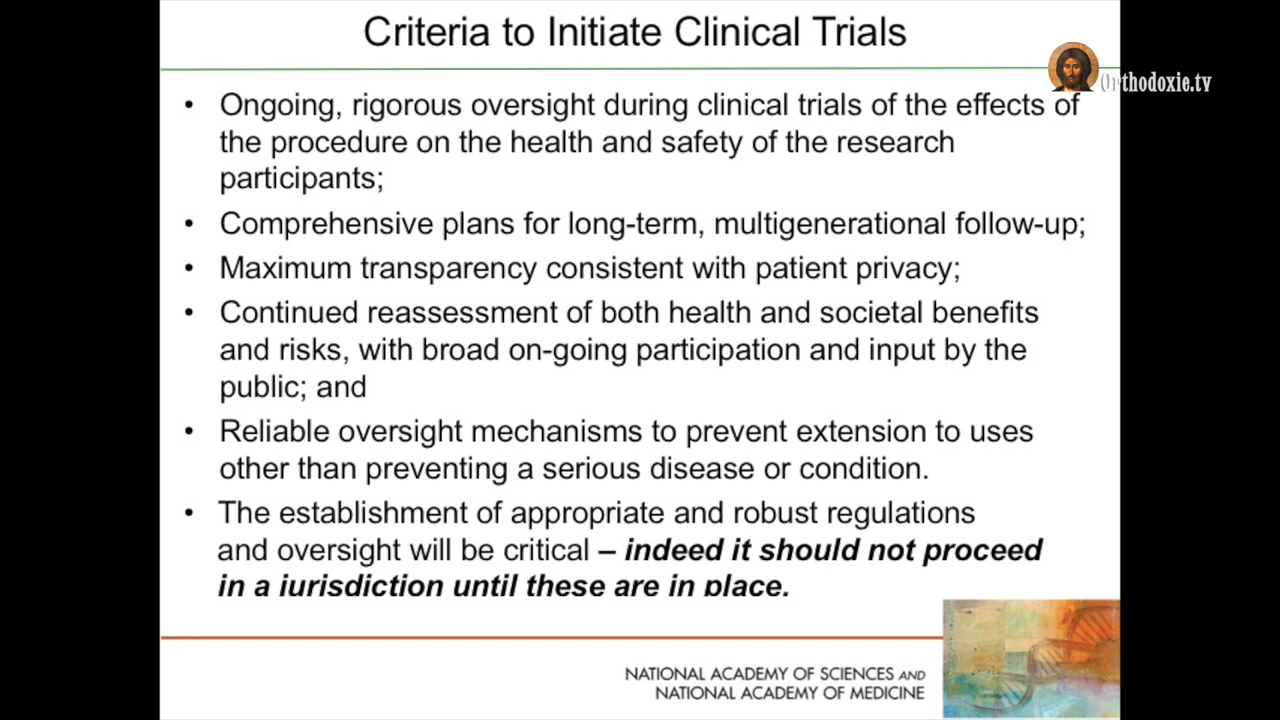 Criteria to Initiate Clinical Trials
Orthodoxie.tv
• Ongoing, rigorous oversight during clinical trials of the effects of
the procedure on the health and safety of the research
participants;
• Comprehensive plans for long-term, multigenerational follow-up;
• Maximum transparency consistent with patient privacy;
• Continued reassessment of both health and societal benefits
and risks, with broad on-going participation and input by the
public; and
• Reliable oversight mechanisms to prevent extension to uses
other than preventing a serious disease or condition.
• The establishment of appropriate and robust regulations
and oversight will be critical – indeed it should not proceed
in a jurisdiction until these are in place.
NATIONAL ACADEMY OF SCIENCES AND
NATIONAL ACADEMY OF MEDICINE